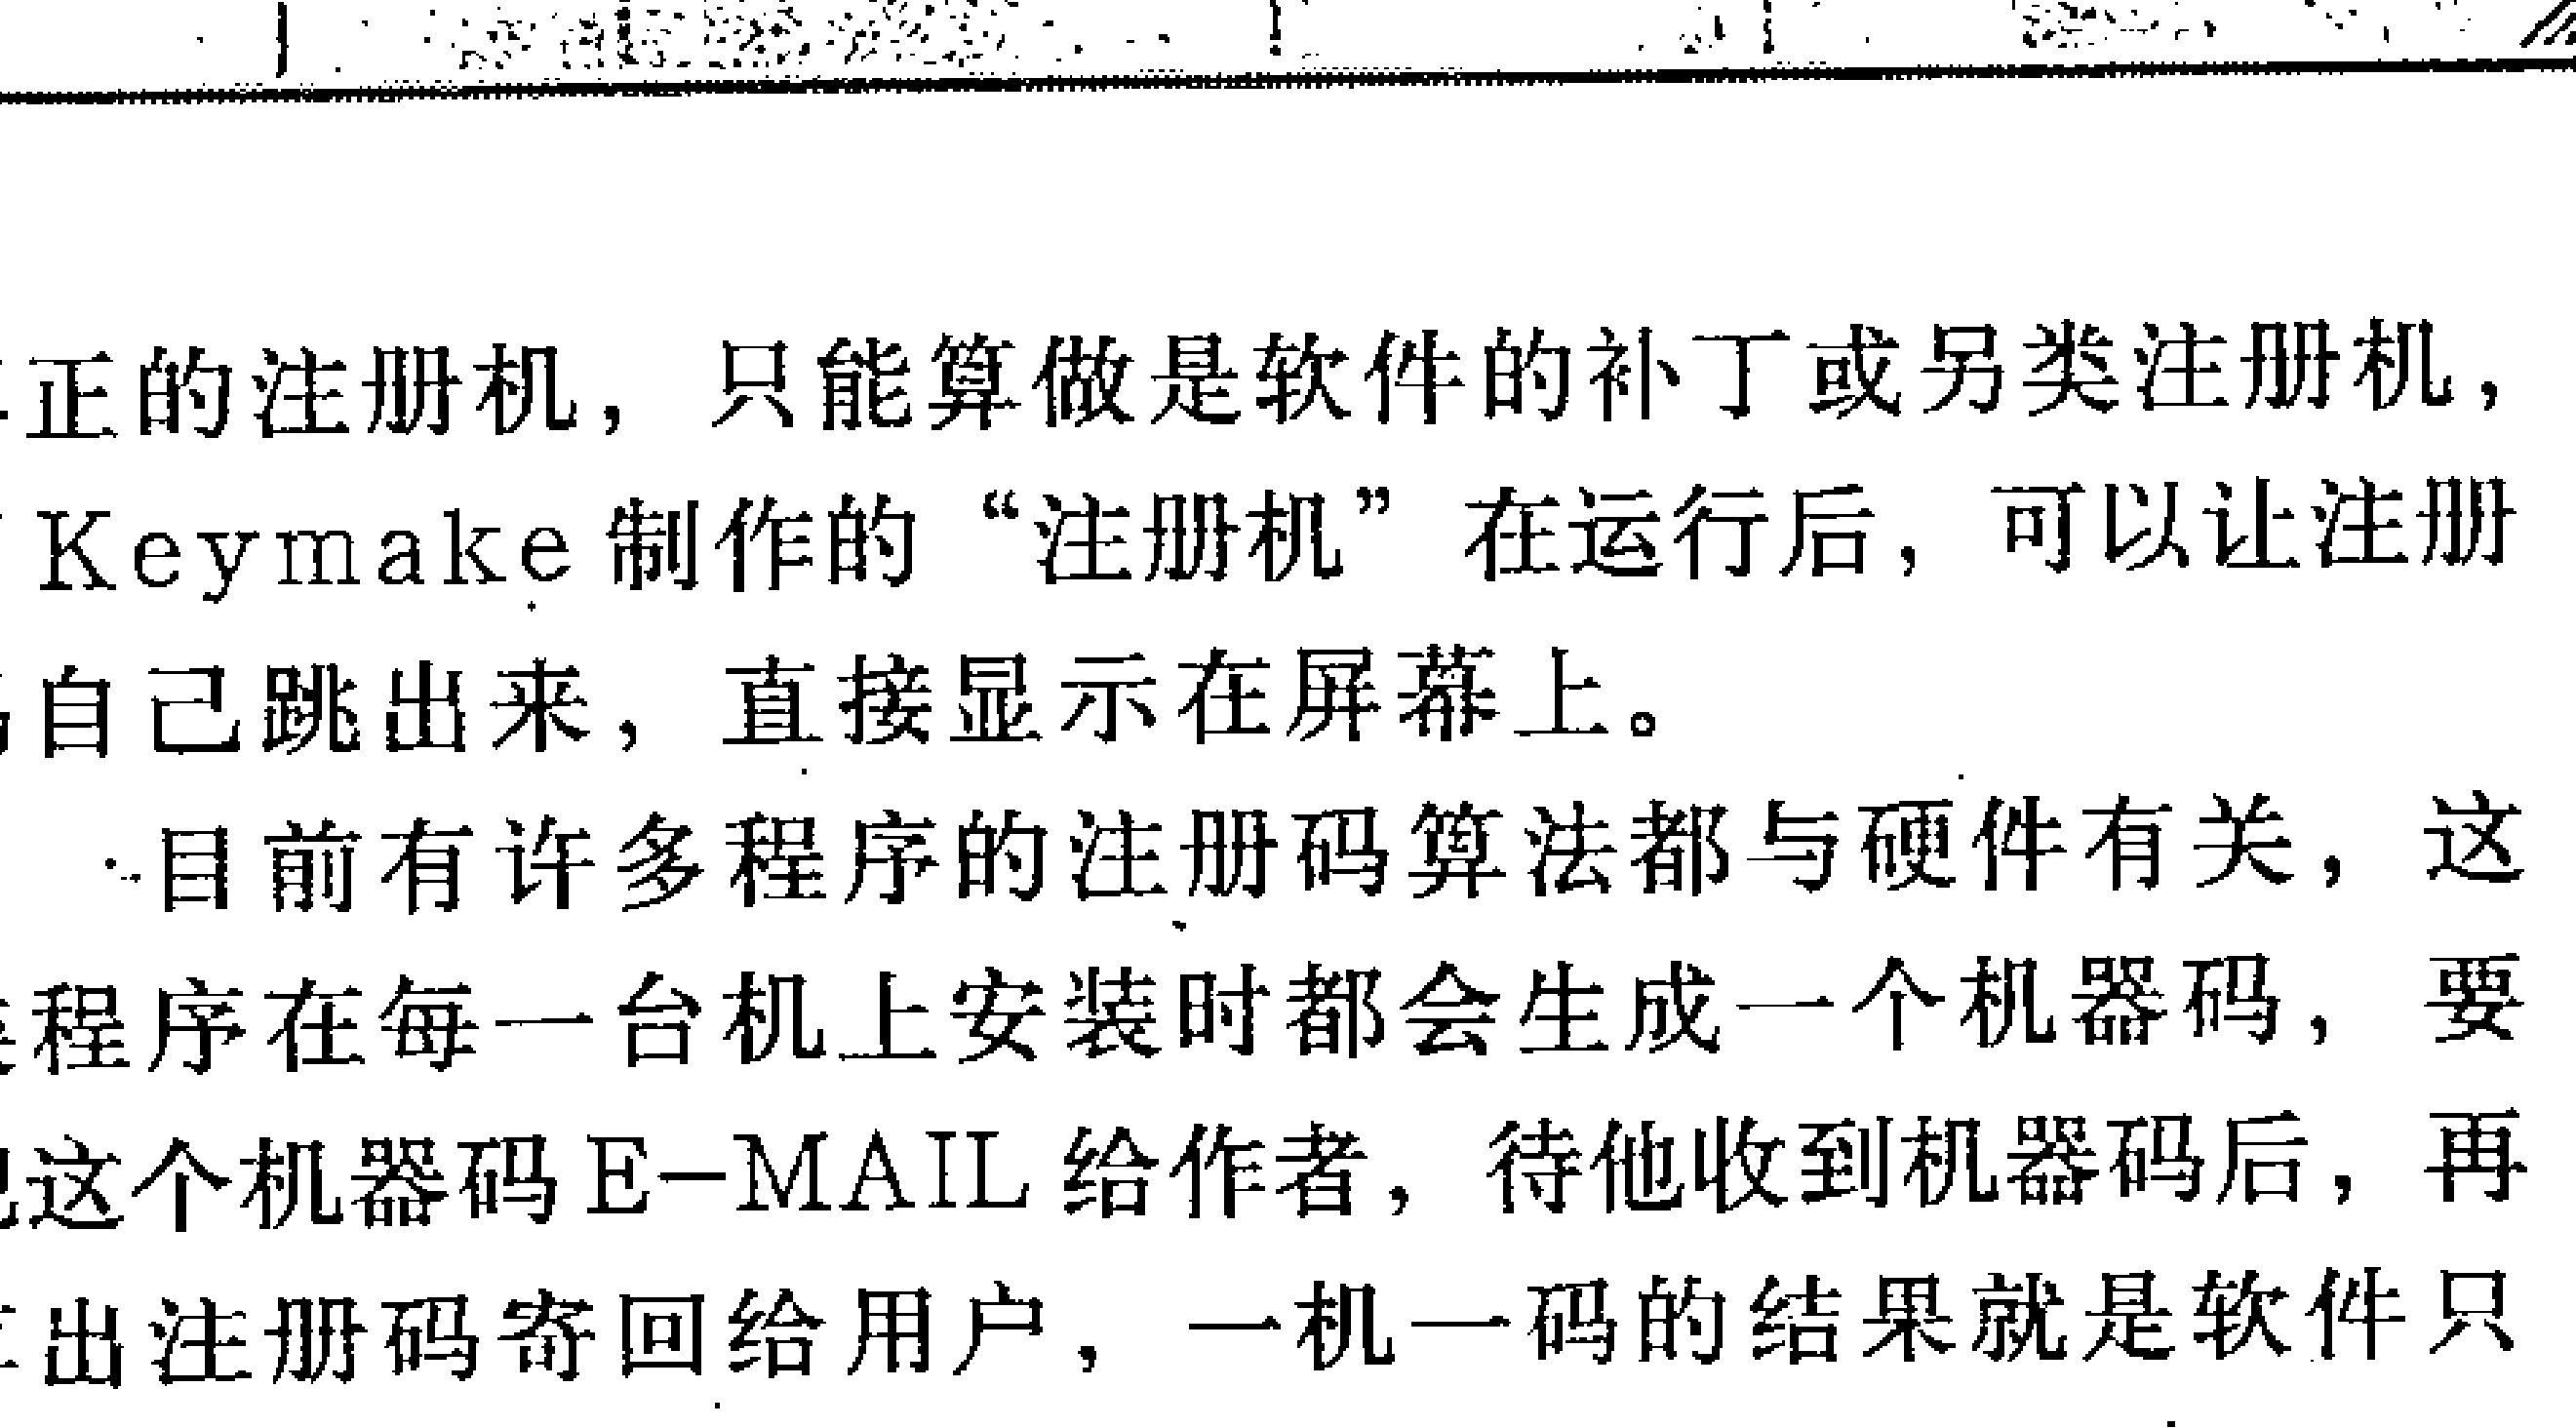 正的注册机，只能算做是软件的补丁或另类注册机，
Keymake制作的“注册机”在运行后，可以让注册
自己跳出来，直接显示在屏幕上。
目前有许多程序的注册码算法都与硬件有关，这
程序在每一台机上安装时都会生成一个机器码，要
这个机器码E-MAIL给作者，待他收到机器码后，再
出注册码寄回给用户，一机一码的结果就是软件只